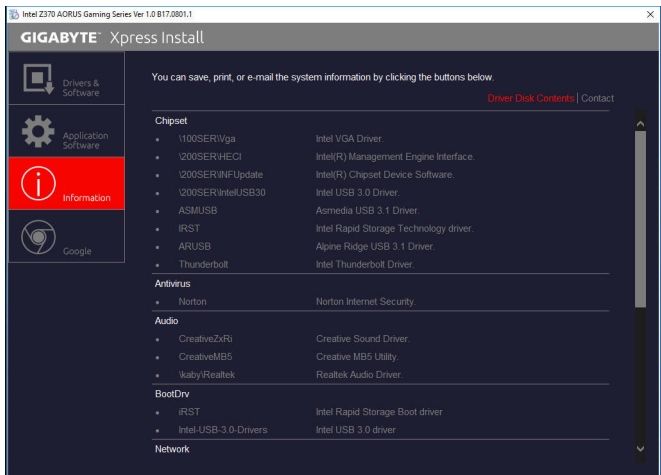 Intel Z370 AORUS Gaming Series Ver 1.0 B17.0801.1
GIGABYTE™ Xpress Install
Drivers &
Software
Application
Software
Information
Google
You can save, print, or e-mail the system information by clicking the buttons below.
Driver Disk Contents | Contact
Chipset
\100SER\Vga Intel VGA Driver.
\200SER\HECI Intel(R) Management Engine Interface.
\200SER\INFUpdate Intel(R) Chipset Device Software.
\200SER\IntelUSB30 Intel USB 3.0 Driver.
ASMUSB Asmedia USB 3.1 Driver.
IRST Intel Rapid Storage Technology driver.
ARUSB Alpine Ridge USB 3.1 Driver.
Thunderbolt Intel Thunderbolt Driver.
Antivirus
Norton Norton Internet Security.
Audio
CreativeZxRi Creative Sound Driver.
CreativeMB5 Creative MB5 Utility.
\kaby\Realtek Realtek Audio Driver.
BootDrv
iRST Intel Rapid Storage Boot driver
Intel-USB-3.0-Drivers Intel USB 3.0 driver
Network